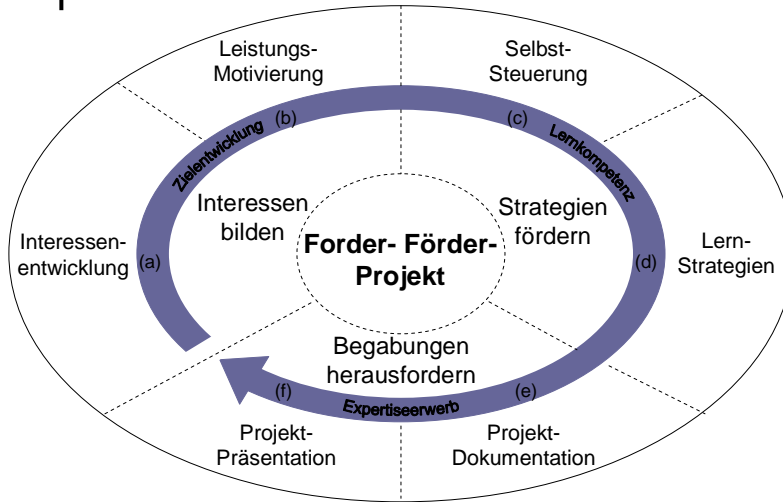 Leistungs-
Motivierung
Selbst-
Steuerung
(b)
(c)
Zielentwicklung
Lernkompetenz
Interessen
bilden
Strategien
fördern
Interessen-
entwicklung
(a)
Forder- Förder-
Projekt
(d)
Lern-
Strategien
Begabungen
herausfordern
(f)
(e)
Expertiseerwerb
Projekt-
Präsentation
Projekt-
Dokumentation